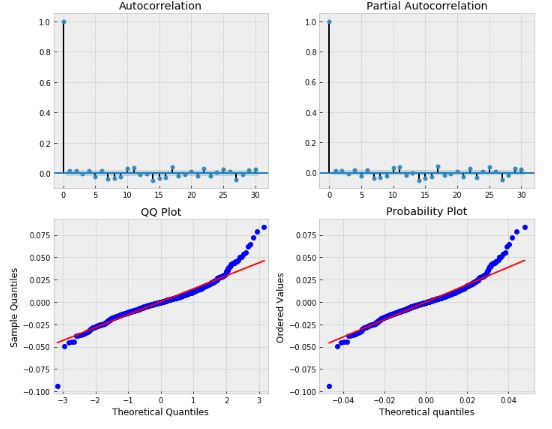 Autocorrelation
Partial Autocorrelation
1.0
0.8
0.6
0.4
0.2
0.0
0 5 10 15 20 25 30
1.0
0.8
0.6
0.4
0.2
0.0
0 5 10 15 20 25 30
QQ Plot
Probability Plot
Sample Quantiles
0.075
0.050
0.025
0.000
−0.025
−0.050
−0.075
−0.100
−3 −2 −1 0 1 2 3
Theoretical Quantiles
Ordered Values
0.075
0.050
0.025
0.000
−0.025
−0.050
−0.075
−0.100
−0.04 −0.02 0.00 0.02 0.04
Theoretical quantiles